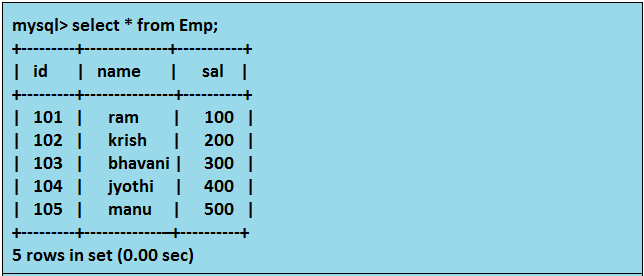 mysql> select * from Emp;
+---------+--------------+-----------+
| id | name | sal |
+---------+---------------+----------+
| 101 | ram | 100 |
| 102 | krish | 200 |
| 103 | bhavani | 300 |
| 104 | jyothi | 400 |
| 105 | manu | 500 |
+---------+---------------+----------+
5 rows in set (0.00 sec)